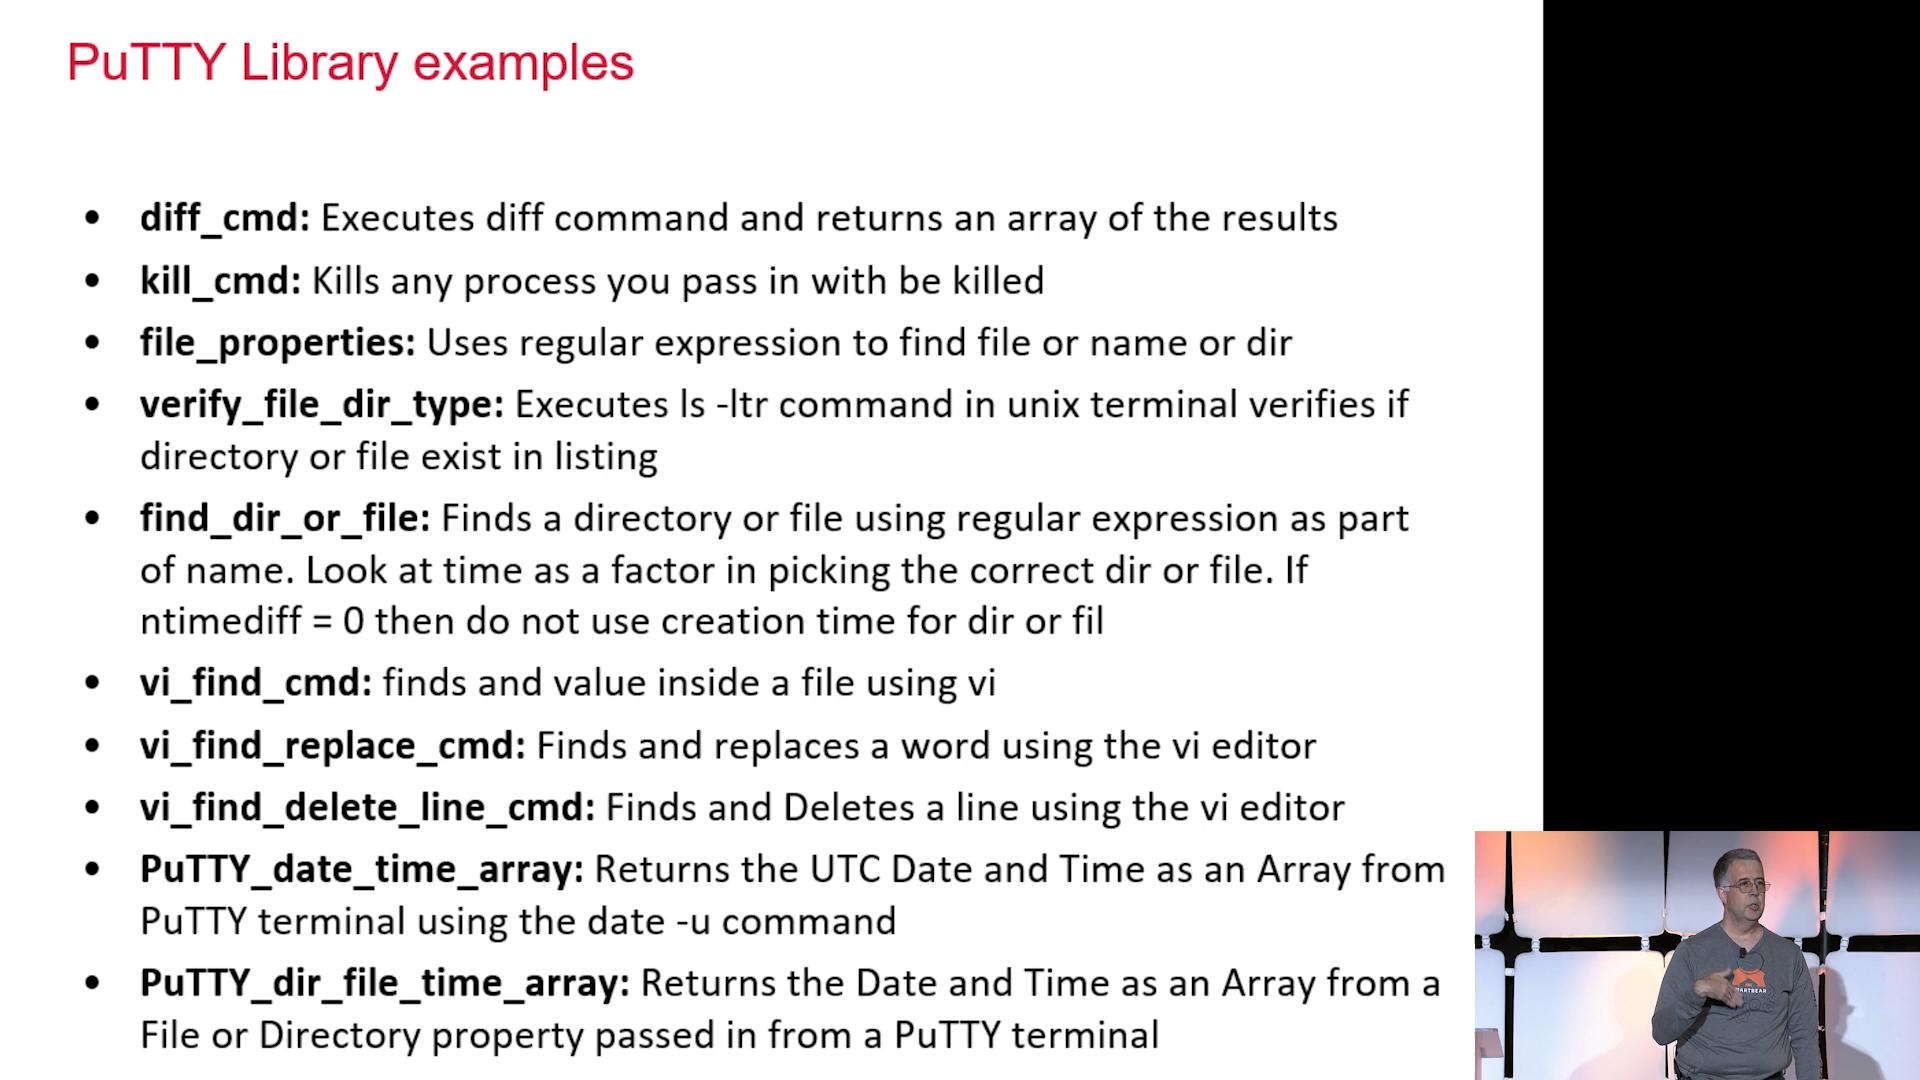 PuTTY Library examples
• diff_cmd: Executes diff command and returns an array of the results
• kill_cmd: Kills any process you pass in with be killed
• file_properties: Uses regular expression to find file or name or dir
• verify_file_dir_type: Executes ls -ltr command in unix terminal verifies if
directory or file exist in listing
• find_dir_or_file: Finds a directory or file using regular expression as part
of name. Look at time as a factor in picking the correct dir or file. If
ntimediff = 0 then do not use creation time for dir or fil
• vi_find_cmd: finds and value inside a file using vi
• vi_find_replace_cmd: Finds and replaces a word using the vi editor
• vi_find_delete_line_cmd: Finds and Deletes a line using the vi editor
• PuTTY_date_time_array: Returns the UTC Date and Time as an Array from
PuTTY terminal using the date -u command
• PuTTY_dir_file_time_array: Returns the Date and Time as an Array from a
File or Directory property passed in from a PuTTY terminal